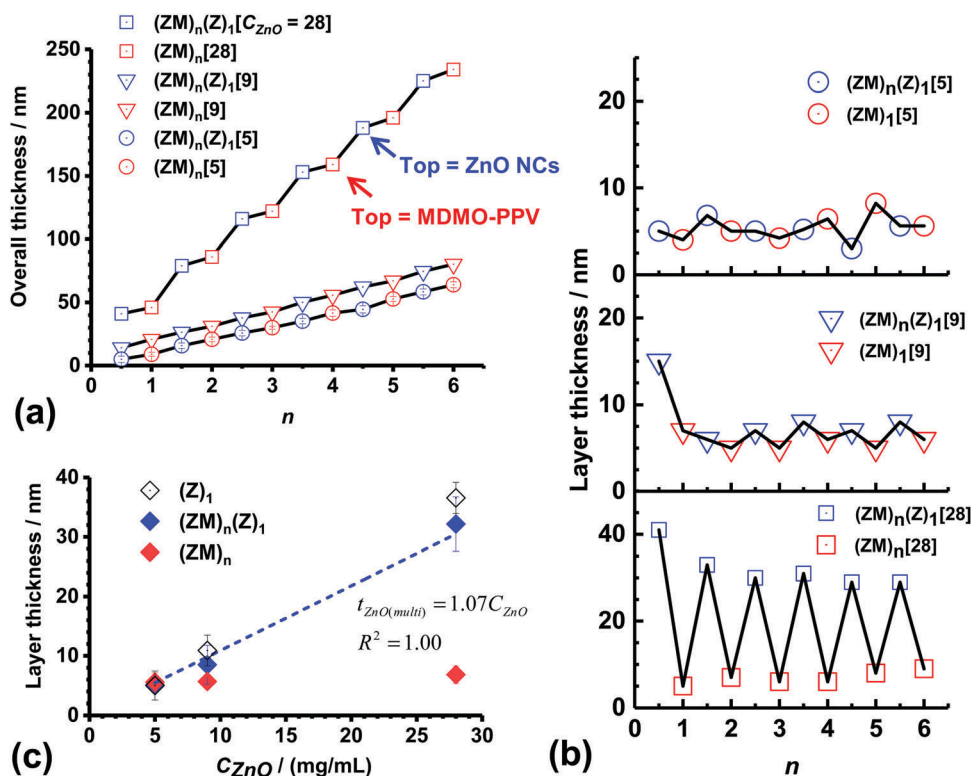 (ZM)n(Z)1[CZnO = 28]
(ZM)n[28]
(ZM)n(Z)1[9]
(ZM)n[9]
(ZM)n(Z)1[5]
(ZM)n[5]
Top = ZnO NCs
Top = MDMO-PPV
Overall thickness / nm
250
200
150
100
50
0
0 1 2 3 4 5 6
n
(a)
(ZM)n(Z)1[5]
(ZM)1[5]
20
10
0
(ZM)n(Z)1[9]
(ZM)1[9]
20
10
0
(ZM)n(Z)1[28]
(ZM)n[28]
40
20
0
Layer thickness / nm
0 1 2 3 4 5 6
n
(b)
(Z)1
(ZM)n(Z)1
(ZM)n
tZnO(multi) = 1.07CZnO
R2 = 1.00
Layer thickness / nm
40
30
20
10
0
0 5 10 15 20 25 30
CZnO / (mg/mL)
(c)